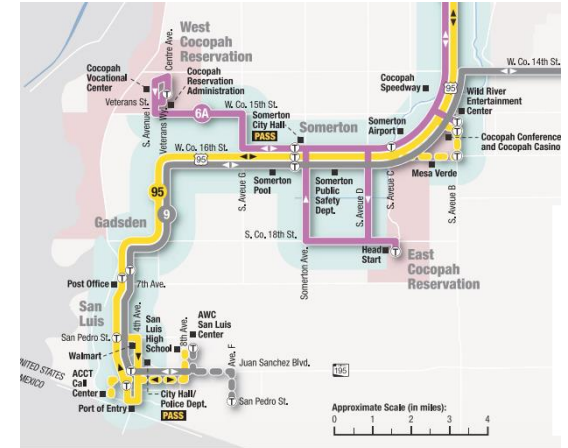 West
Cocopah
Reservation
Centre Ave.
Cocopah
Vocational
Center
Cocopah
Reservation
Administration
Veterans St.
S. Avenue I
Veterans Wy.
6A
W. Co. 15th St.
Somerton
City Hall
PASS
Somerton
Cocopah
Speedway
95
W. Co. 14th St.
Wild River
Entertainment
Center
Somerton
Airport
Cocopah Conference
and Cocopah Casino
W. Co. 16th St.
95
S. Aveue G
Somerton
Pool
Somerton
Public
Safety
Dept.
S. Aveue D
S. Aveue C
Mesa Verde
S. Aveue B
95
9
Gadsden
S. Co. 18th St.
Somerton Ave.
Head
Start
East
Cocopah
Reservation
Post Office
7th Ave.
San
Luis
San Pedro St.
4th Ave.
San
Luis
High
School
8th Ave.
AWC
San Luis
Center
Walmart
Ave. F
Juan Sanchez Blvd.
195
UNITED STATES
MEXICO
ACCT
Call
Center
Port of Entry
City Hall/
Police Dept.
PASS
San Pedro St.
Approximate Scale (in miles):
0 1 2 3 4
T